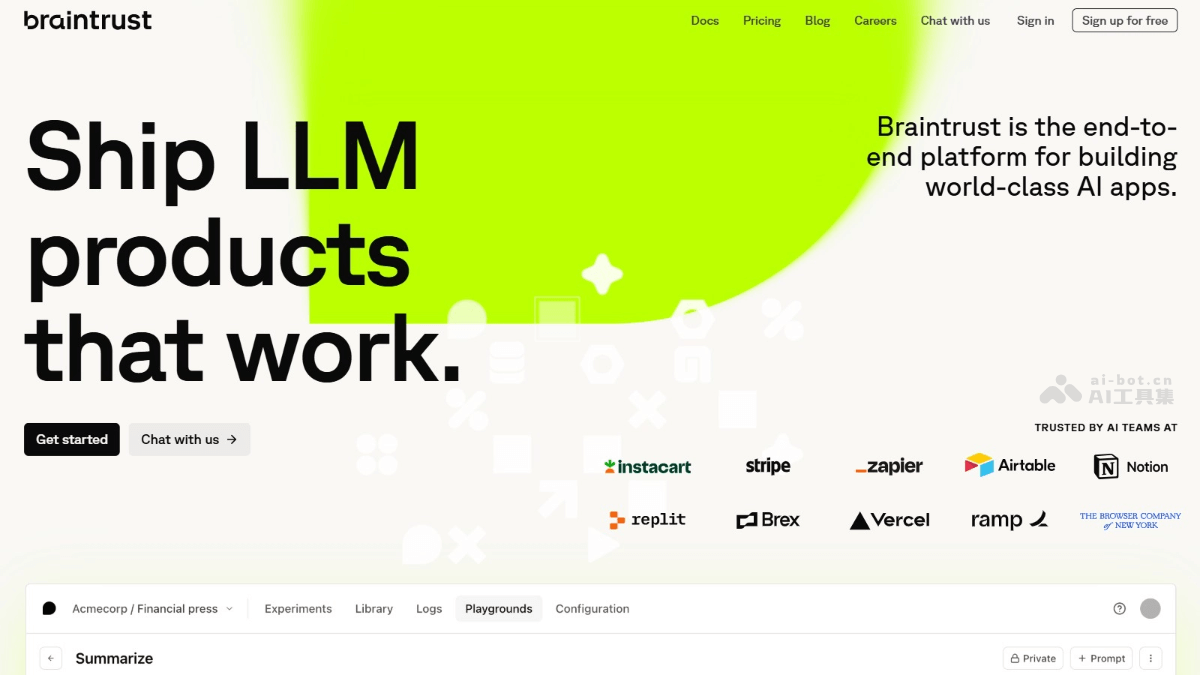 braintrust
Docs Pricing Blog Careers Chat with us Sign in Sign up for free
Ship LLM
products
that work.
Braintrust is the end-to-
end platform for building
world-class AI apps.
Get started Chat with us →
ai-bot.cn
AI工具集
TRUSTED BY AI TEAMS AT
instacart stripe zapier Airtable Notion
replit Brex Vercel ramp THE BROWSER COMPANY
of NEW YORK
Acmecorp / Financial press Experiments Library Logs Playgrounds Configuration
Summarize Private + Prompt